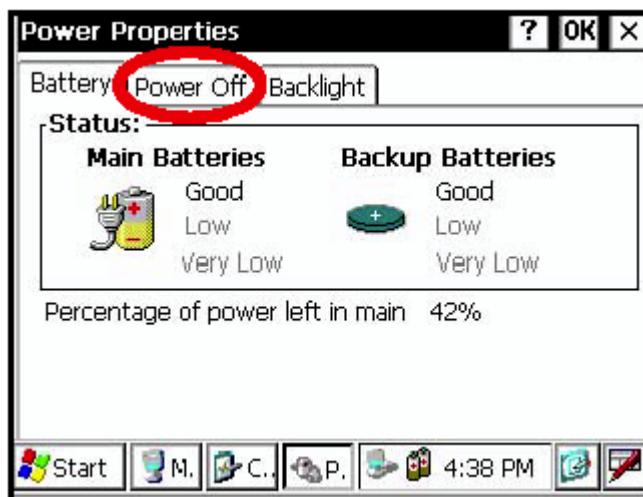 Power Properties ? OK ×
Battery Power Off Backlight
Status:
Main Batteries Backup Batteries
Good Good
Low Low
Very Low Very Low
Percentage of power left in main 42%
Start M. C.. P. 4:38 PM